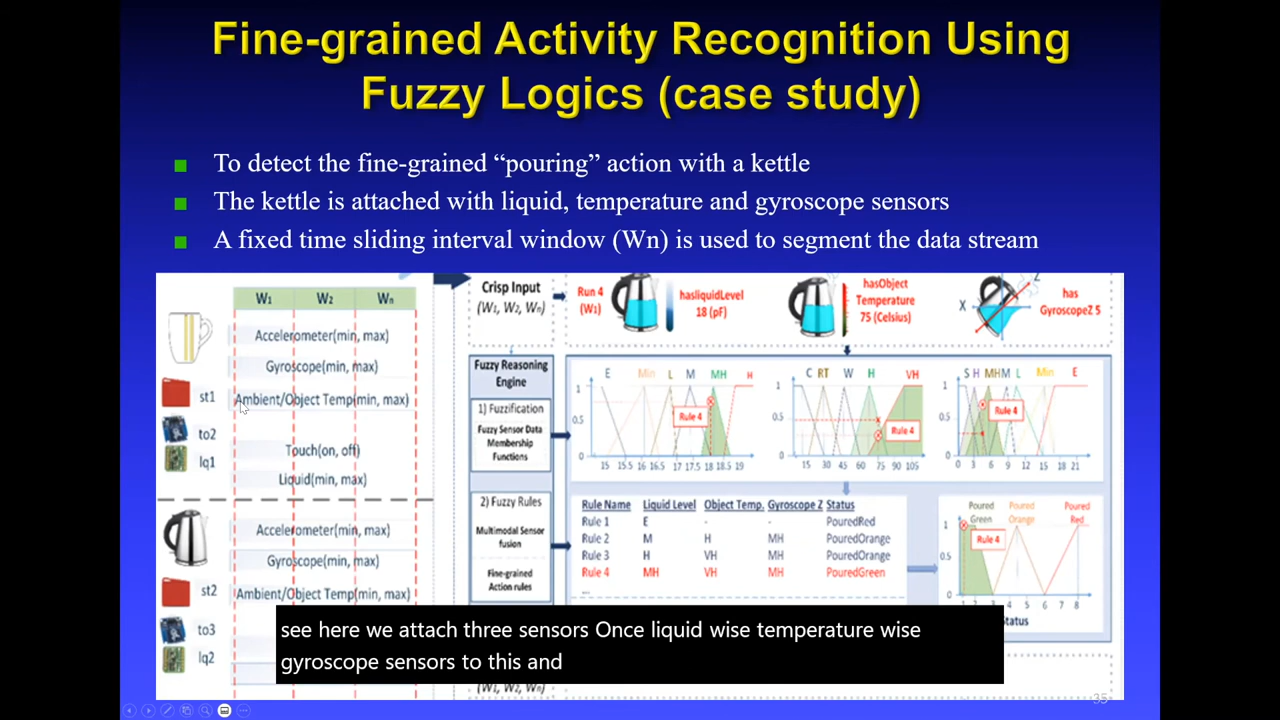 Fine-grained Activity Recognition Using
Fuzzy Logics (case study)
To detect the fine-grained “pouring” action with a kettle
The kettle is attached with liquid, temperature and gyroscope sensors
A fixed time sliding interval window (Wn) is used to segment the data stream
W1 W2 Wn
Accelerometer(min, max)
Gyroscope(min, max)
st1 Ambient/Object Temp(min, max)
to2
Touch(on, off)
lq1
Liquid(min, max)
Accelerometer(min, max)
Gyroscope(min, max)
st2 Ambient/Object Temp(min, max)
to3
lq2
Crisp Input
(W1, W2, Wn)
Run 4
(W1)
hasliquidLevel
18 (pF)
hasObject
Temperature
75 (Celsius)
X
Z
has
GyroscopeZ 5
Fuzzy Reasoning
Engine
1) Fuzzification
Fuzzy Sensor Data
Membership
Functions
2) Fuzzy Rules
Multimodal Sensor
fusion
Fine-grained
Action rules
E Min L M MH H
1
0.5
0
Rule 4
15 15.5 16 16.5 17 17.5 18 18.5 19
C RT W H VH
1
0.5
0
Rule 4
15 30 45 60 75 90 105
S H MH M L Min E
1
0.5
0
Rule 4
0 3 6 9 12 15 18 21
Rule Name Liquid Level Object Temp. Gyroscope Z Status
Rule 1 E - - PouredRed
Rule 2 M H MH PouredOrange
Rule 3 H VH MH PouredOrange
Rule 4 MH VH MH PouredGreen
...
Poured
Green
Poured
Orange
Poured
Red
1
0.5
0
Rule 4
1 2 3 4 5 6 7 8
see here we attach three sensors Once liquid wise temperature wise
gyroscope sensors to this and
(W1, W2, Wn)
35